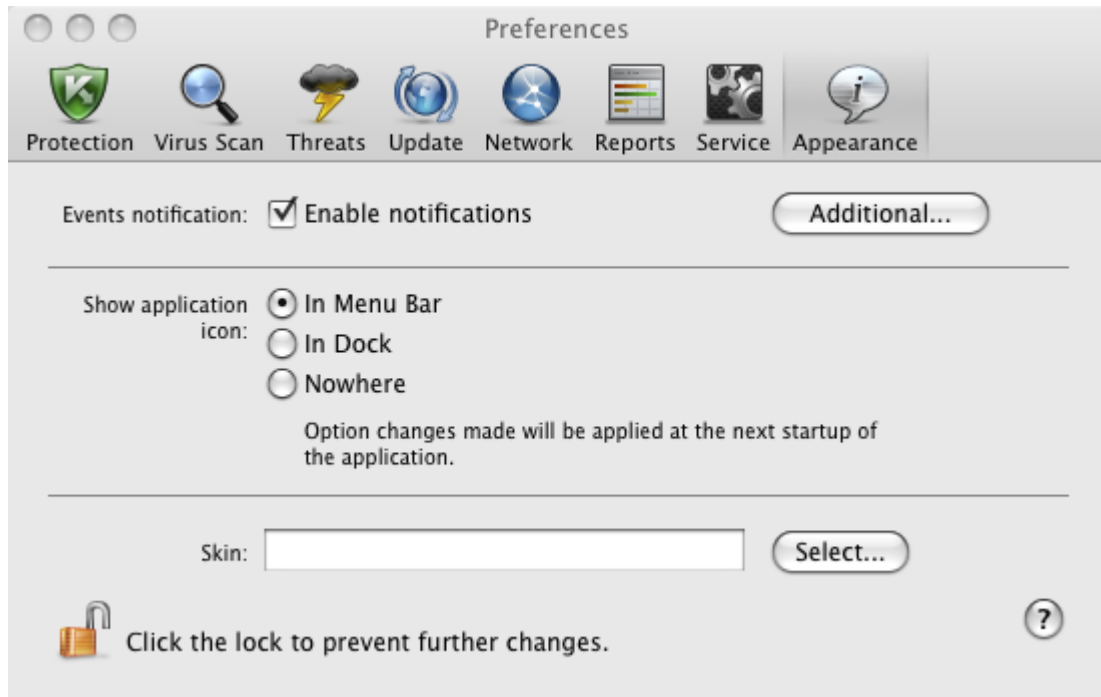 Preferences
Protection Virus Scan Threats Update Network Reports Service Appearance
Events notification: Enable notifications Additional...
Show application icon:
In Menu Bar
In Dock
Nowhere
Option changes made will be applied at the next startup of
the application.
Skin: Select...
Click the lock to prevent further changes.
?